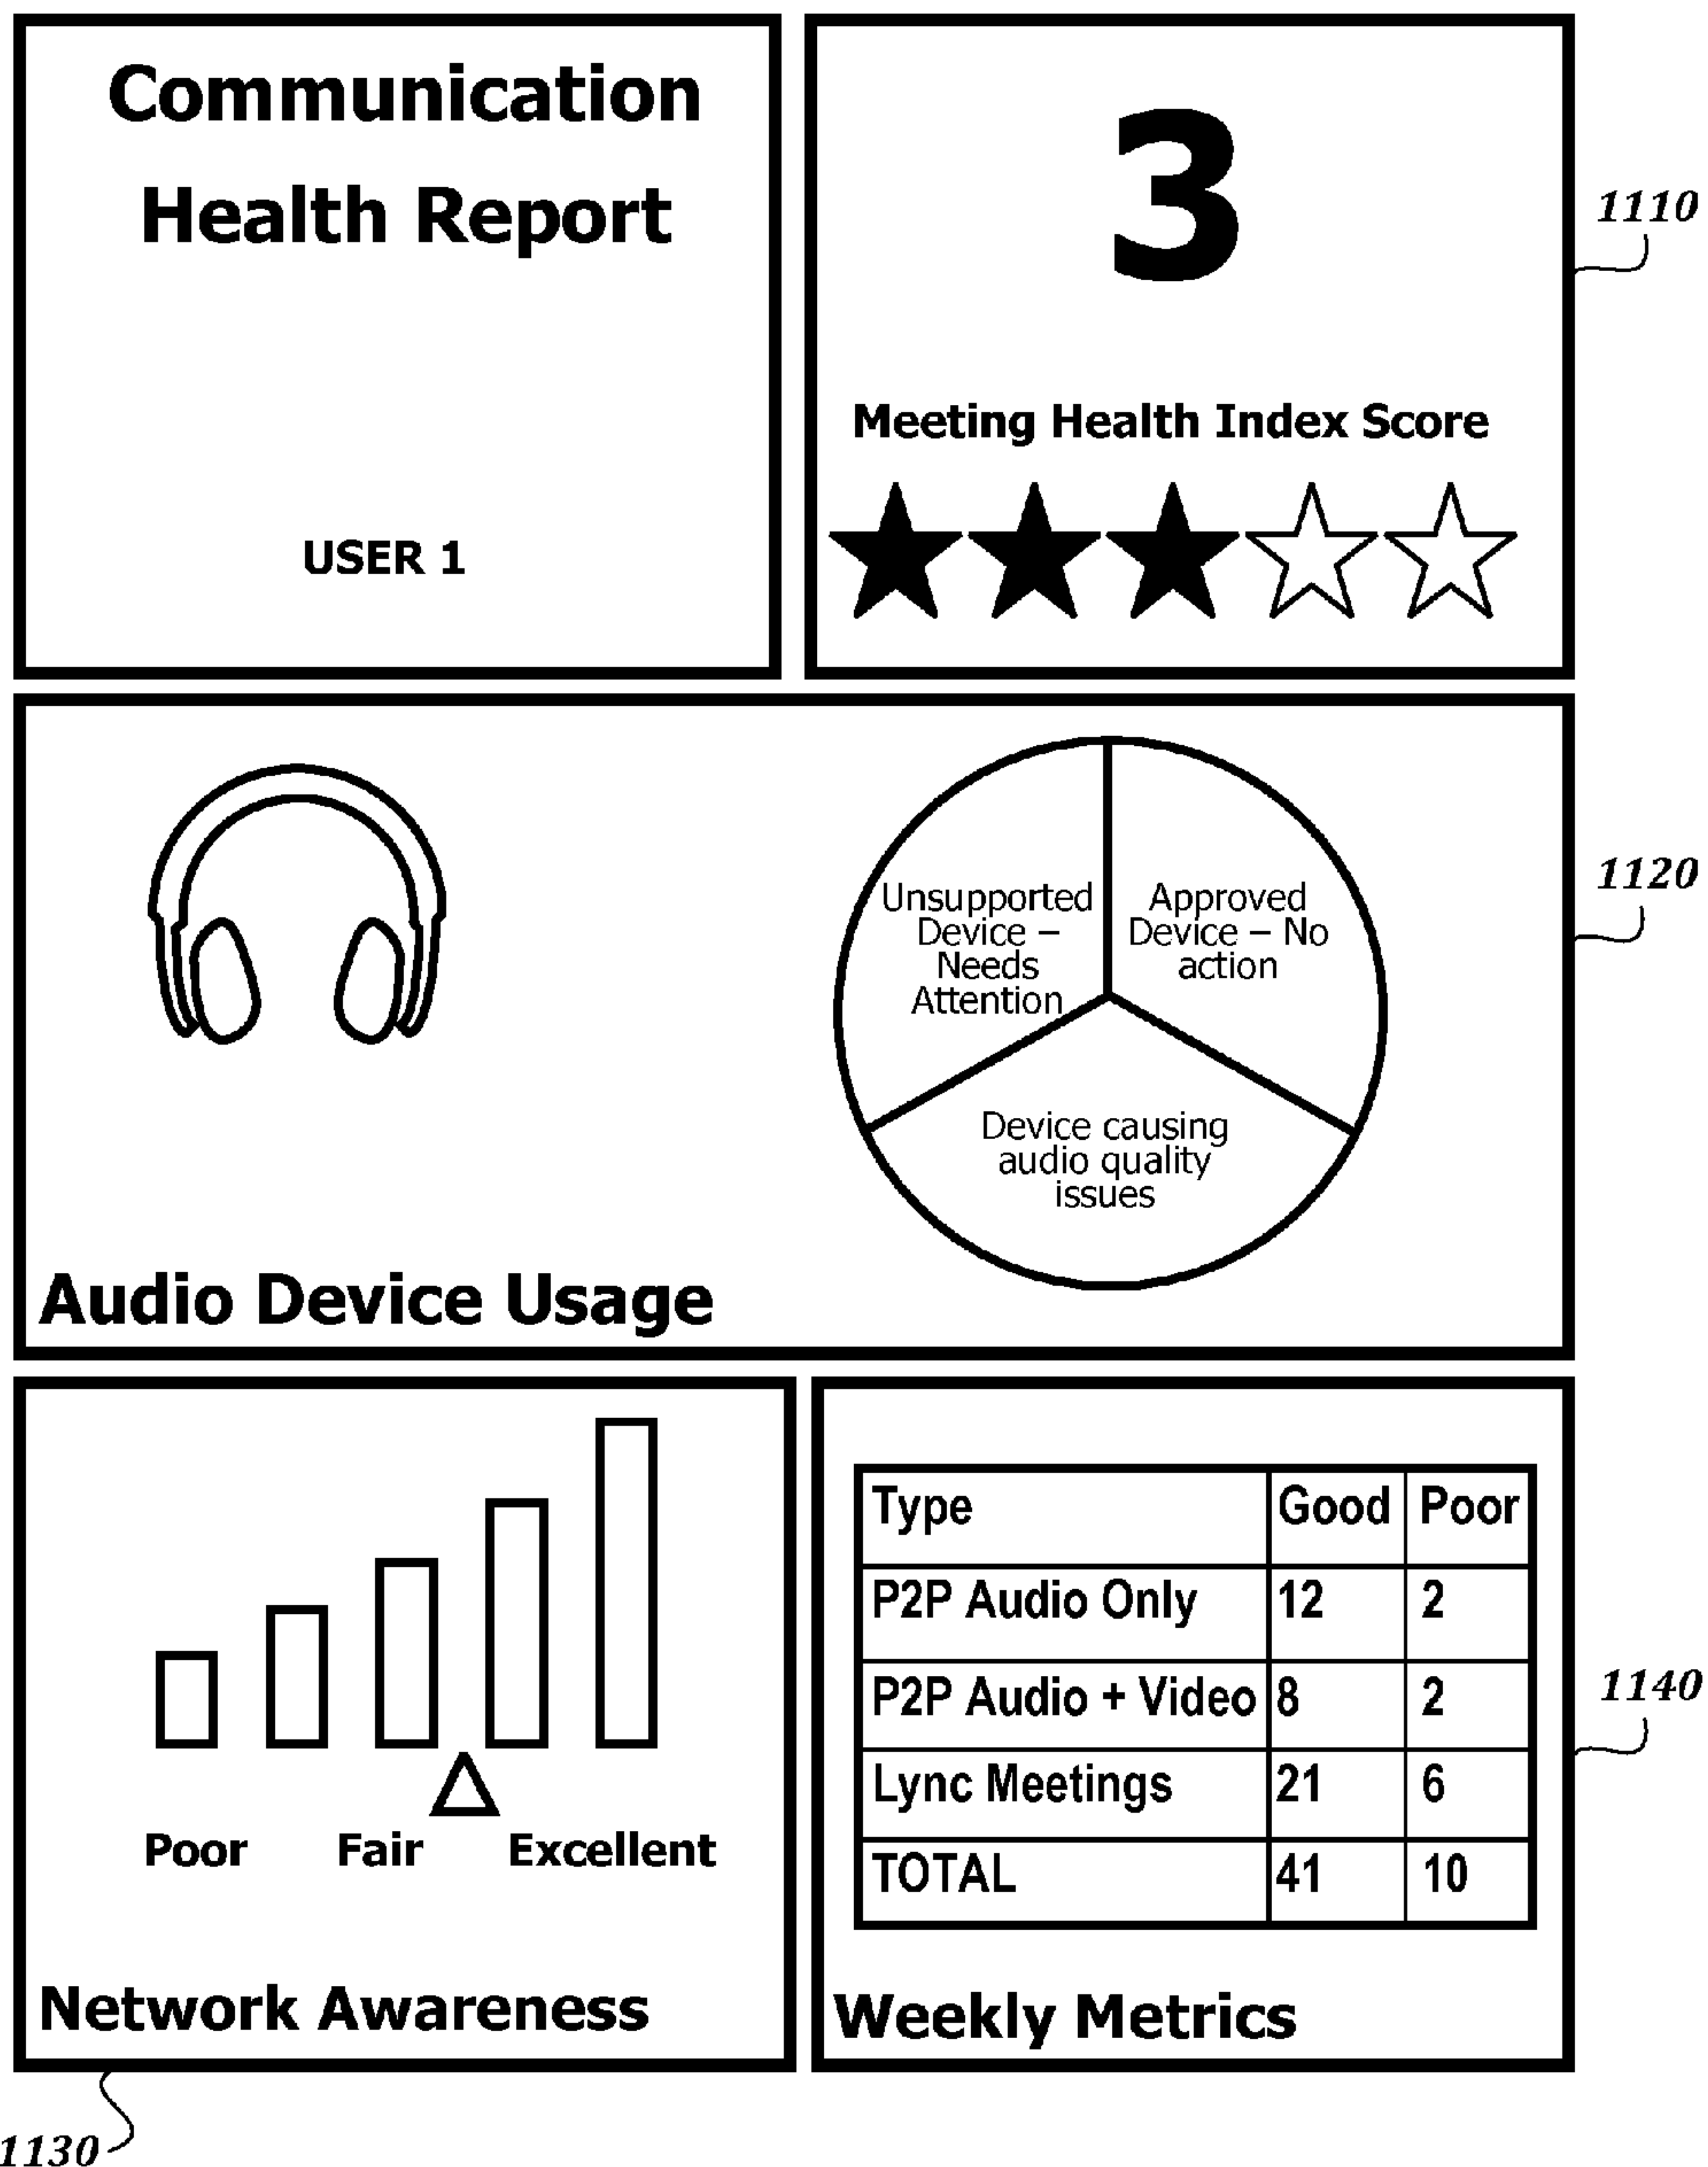 Communication
Health Report
USER 1
3
Meeting Health Index Score
1110
Unsupported
Device –
Needs
Attention
Approved
Device – No
action
Device causing
audio quality
issues
Audio Device Usage
1120
Poor Fair Excellent
Network Awareness
1130
Type Good Poor
P2P Audio Only 12 2
P2P Audio + Video 8 2
Lync Meetings 21 6
TOTAL 41 10
Weekly Metrics
1140